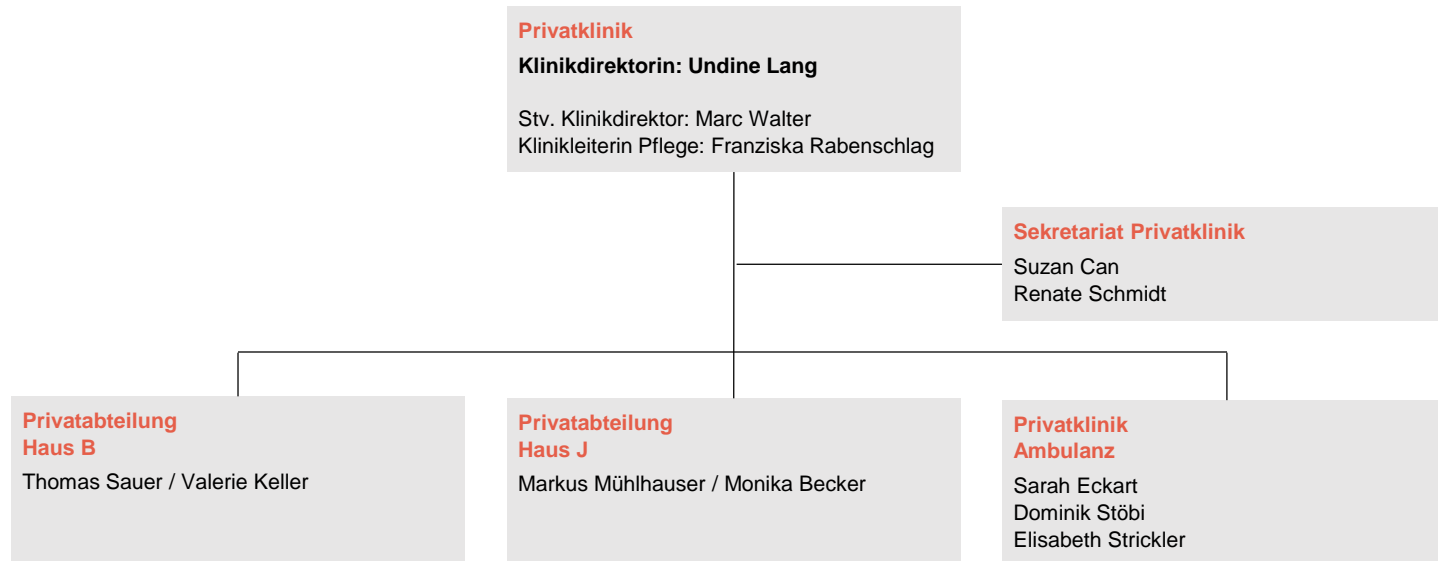 Privatklinik
Klinikdirektorin: Undine Lang
Stv. Klinikdirektor: Marc Walter
Klinikleiterin Pflege: Franziska Rabenschlag
Sekretariat Privatklinik
Suzan Can
Renate Schmidt
Privatabteilung
Haus B
Thomas Sauer / Valerie Keller
Privatabteilung
Haus J
Markus Mühlhauser / Monika Becker
Privatklinik
Ambulanz
Sarah Eckart
Dominik Stöbi
Elisabeth Strickler